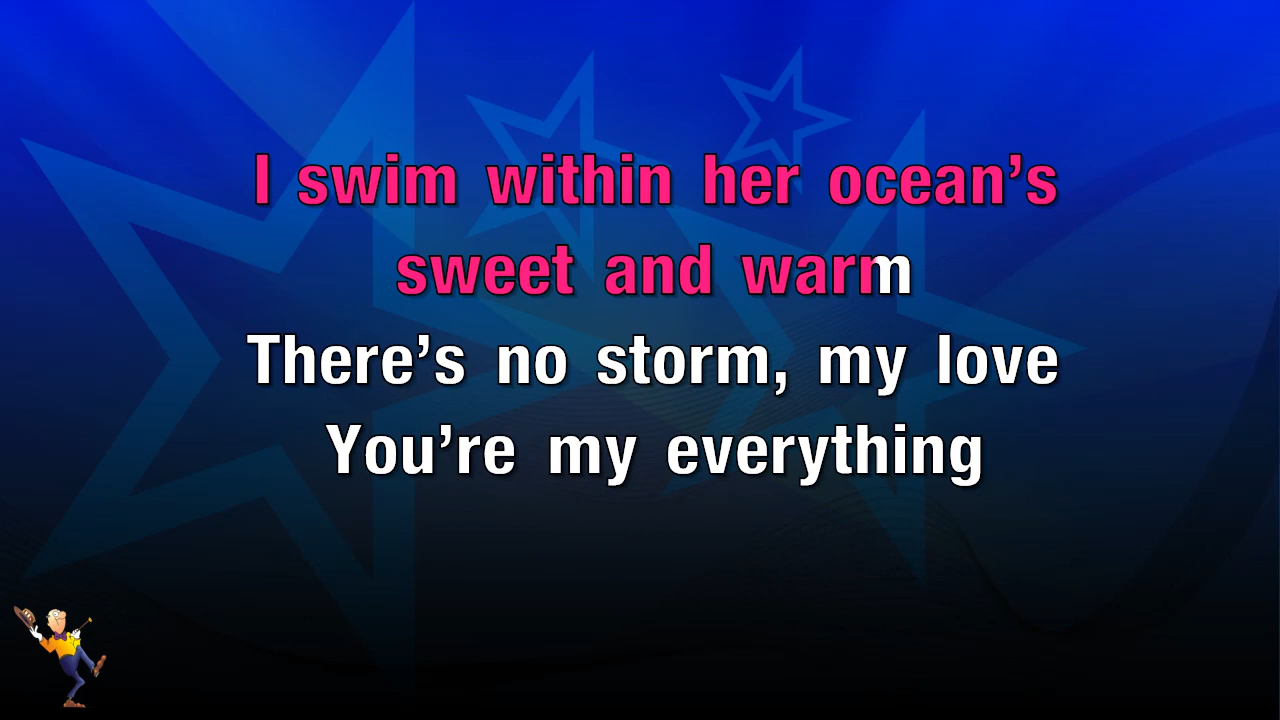 I swim within her ocean’s
sweet and warm
There’s no storm, my love
You’re my everything